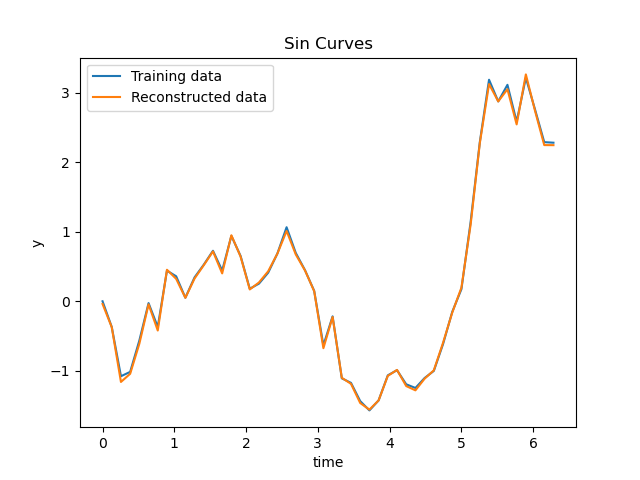 Sin Curves
Training data
Reconstructed data
3
2
1
0
−1
y
0 1 2 3 4 5 6
time